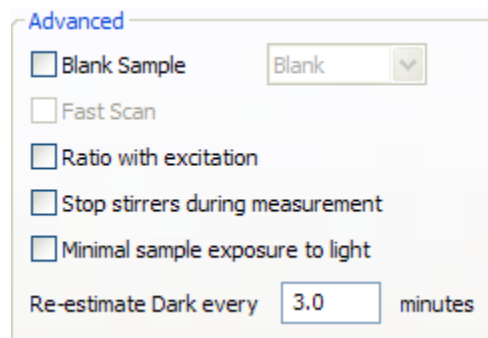 Advanced
Blank Sample Blank
Fast Scan
Ratio with excitation
Stop stirrers during measurement
Minimal sample exposure to light
Re-estimate Dark every 3.0 minutes